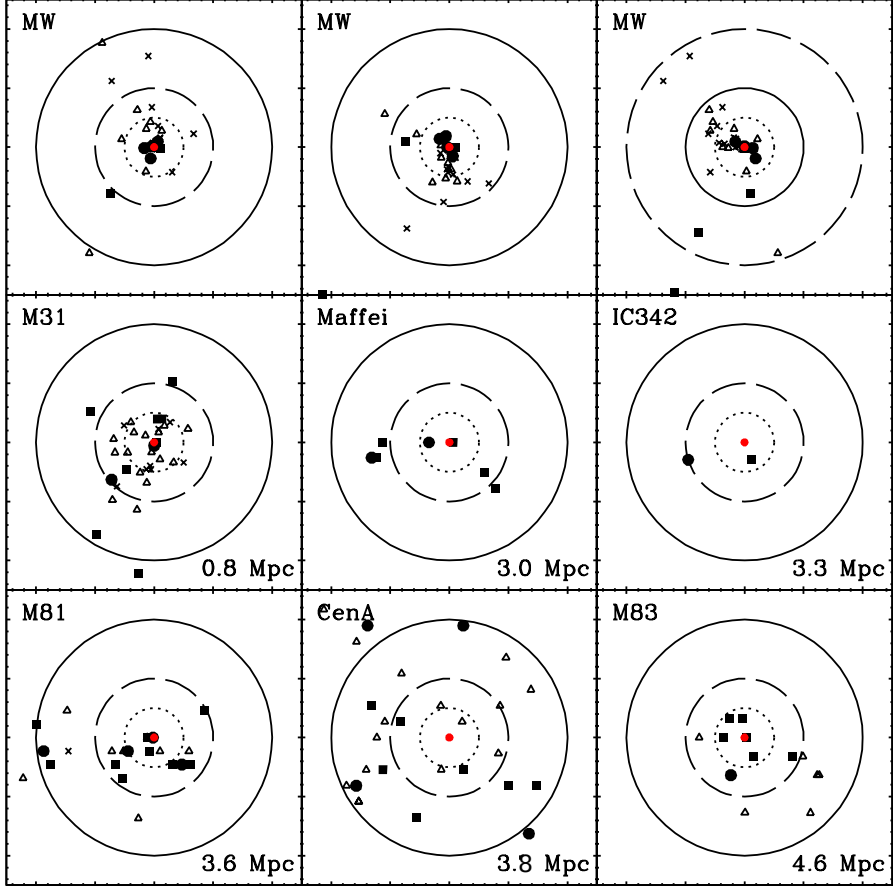 MW
MW
MW
M31
0.8 Mpc
Maffei
3.0 Mpc
IC342
3.3 Mpc
M81
3.6 Mpc
CenA
3.8 Mpc
M83
4.6 Mpc